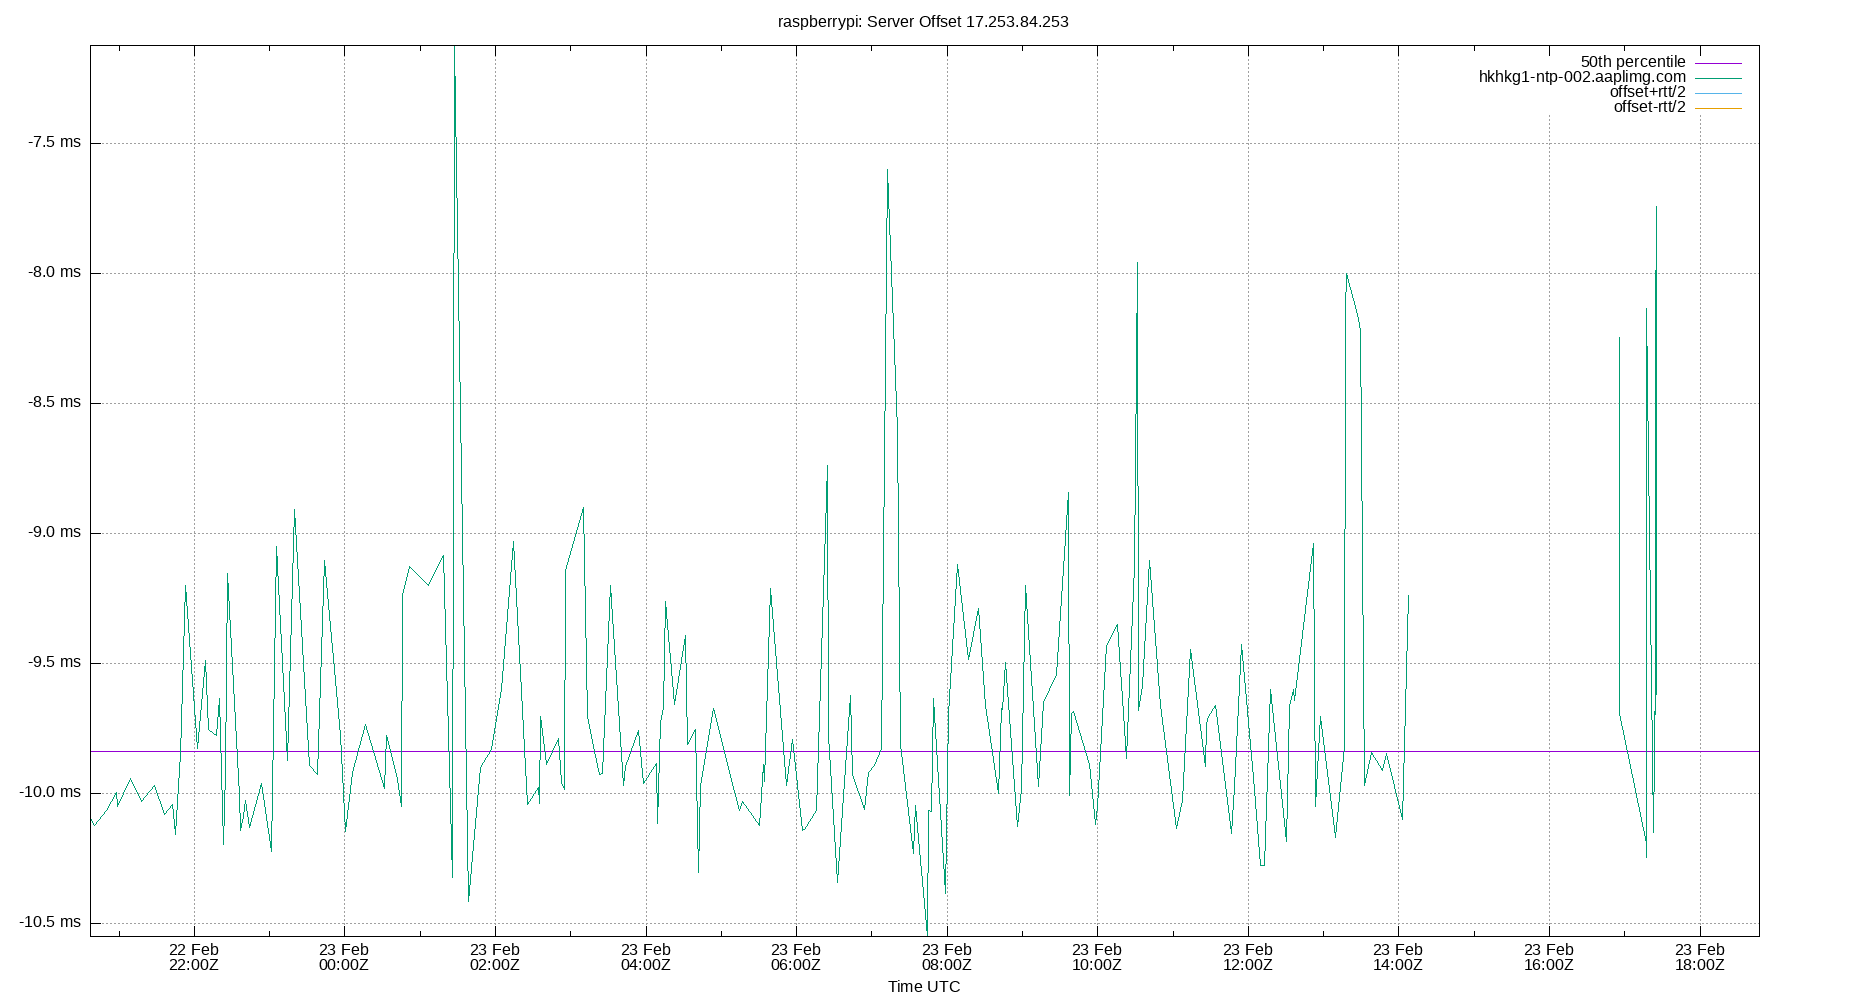 raspberrypi: Server Offset 17.253.84.253
50th percentile
hkhkg1-ntp-002.aaplimg.com
offset+rtt/2
offset-rtt/2
-7.5 ms
-8.0 ms
-8.5 ms
-9.0 ms
-9.5 ms
-10.0 ms
-10.5 ms
22 Feb 23 Feb 23 Feb 23 Feb 23 Feb 23 Feb 23 Feb 23 Feb 23 Feb 23 Feb 23 Feb
22:00Z 00:00Z 02:00Z 04:00Z 06:00Z 08:00Z 10:00Z 12:00Z 14:00Z 16:00Z 18:00Z
Time UTC